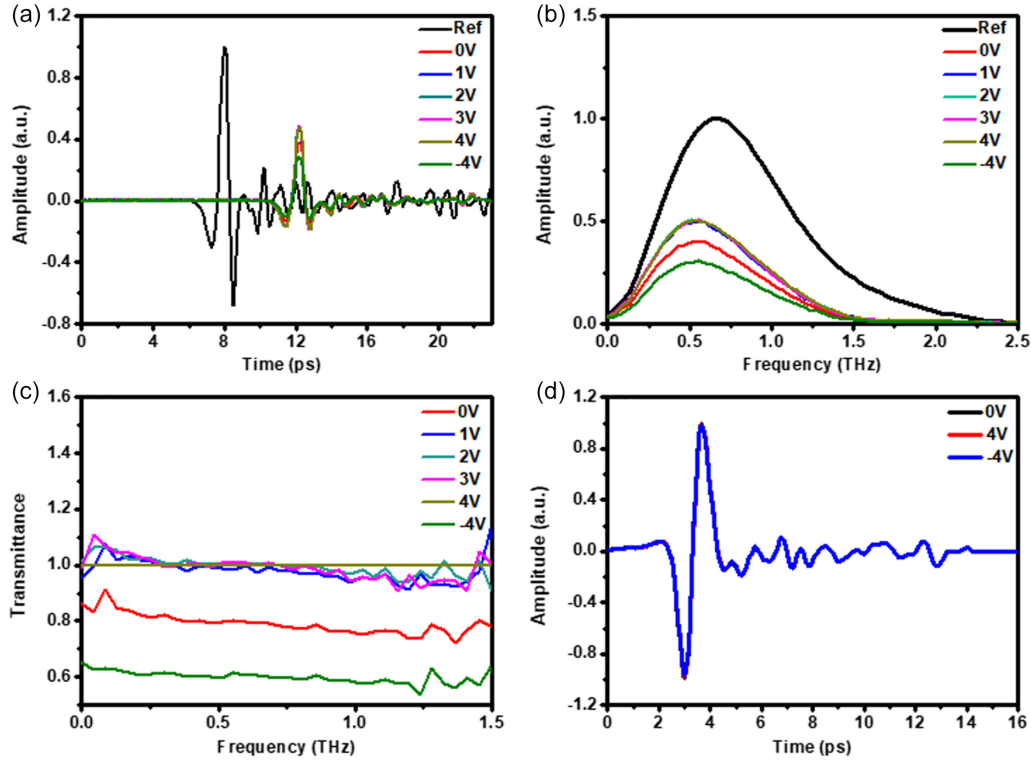 (a)
1.2
0.8
0.4
0.0
-0.4
-0.8
Amplitude (a.u.)
0
4
8
12
16
20
Time (ps)
Ref
0V
1V
2V
3V
4V
-4V
(b)
1.5
1.0
0.5
0.0
Amplitude (a.u.)
0.0
0.5
1.0
1.5
2.0
2.5
Frequency (THz)
Ref
0V
1V
2V
3V
4V
-4V
(c)
1.6
1.4
1.2
1.0
0.8
0.6
Transmittance
0.0
0.5
1.0
1.5
Frequency (THz)
0V
1V
2V
3V
4V
-4V
(d)
1.2
0.8
0.4
0.0
-0.4
-0.8
-1.2
Amplitude (a.u.)
0
2
4
6
8
10
12
14
16
Time (ps)
0V
4V
-4V